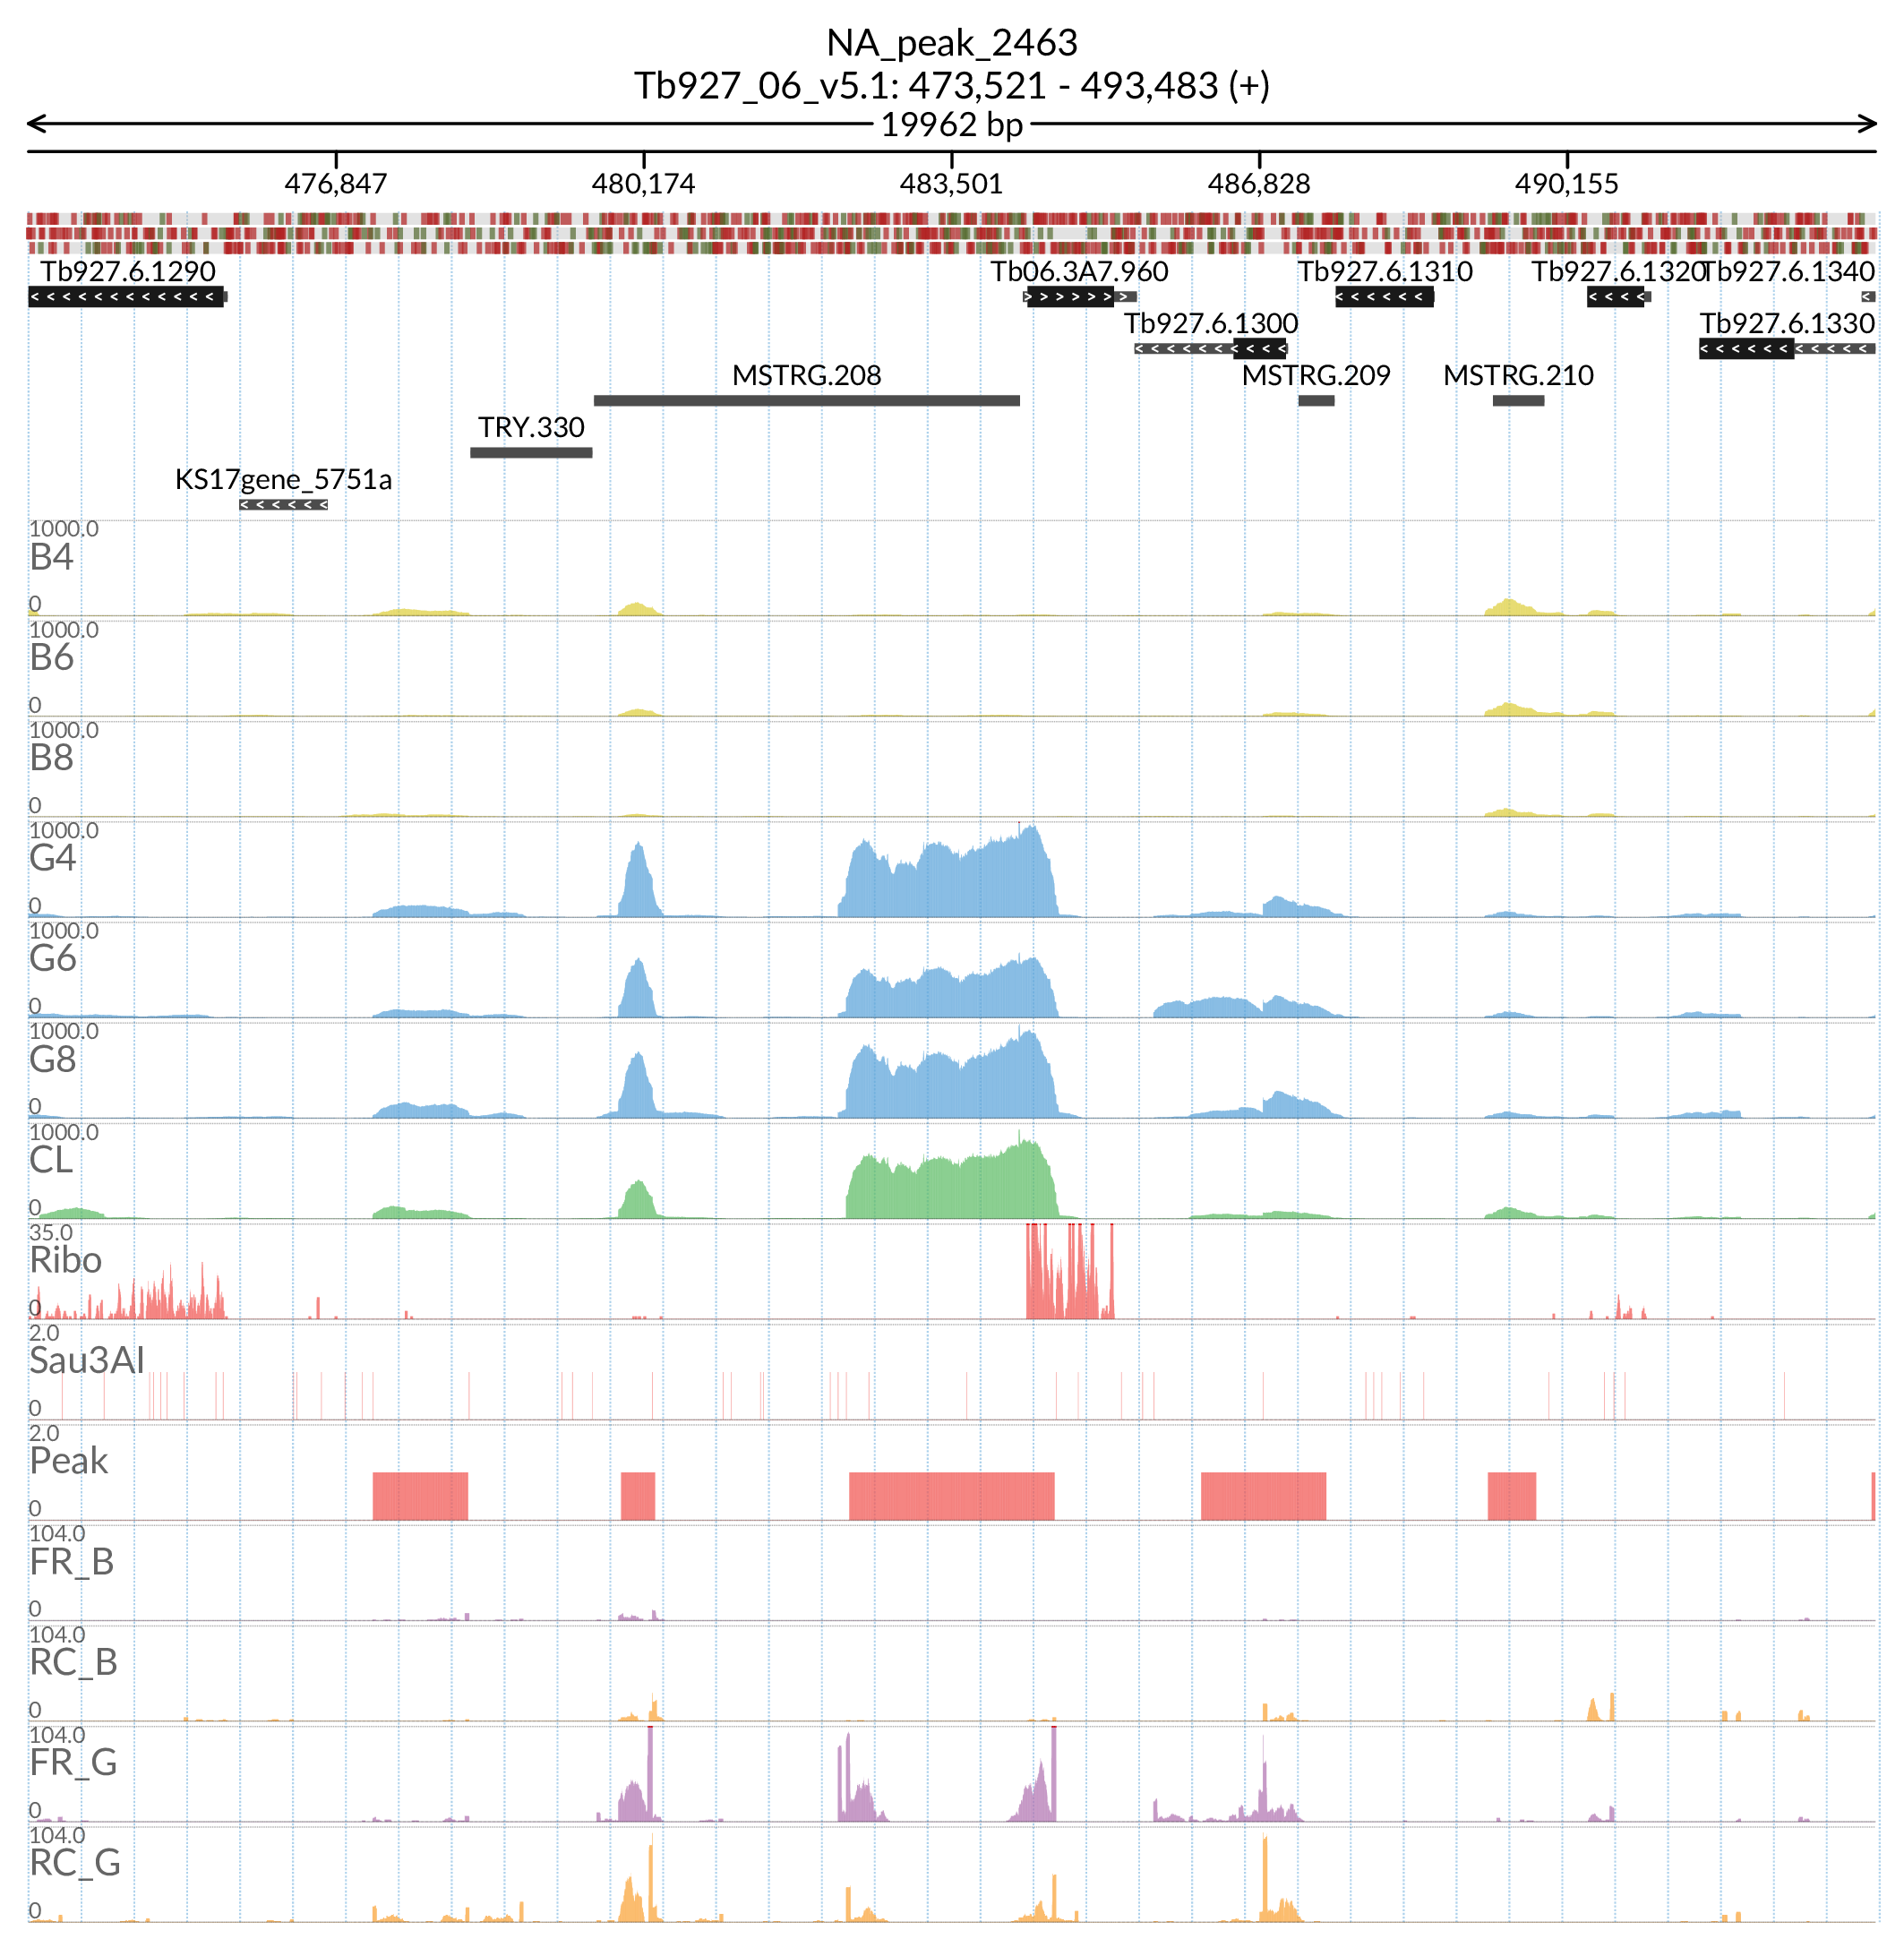 NA_peak_2463
Tb927_06_v5.1: 473,521 - 493,483 (+)
19962 bp
476,847 480,174 483,501 486,828 490,155
Tb927.6.1290 Tb06.3A7.960 Tb927.6.1310 Tb927.6.1320 Tb927.6.1340
Tb927.6.1300 Tb927.6.1330
MSTRG.208 MSTRG.209 MSTRG.210
TRY.330
KS17gene_5751a
1000.0
B4
0
1000.0
B6
0
1000.0
B8
0
1000.0
G4
0
1000.0
G6
0
1000.0
G8
0
1000.0
CL
0
35.0
Ribo
0
2.0
Sau3AI
0
2.0
Peak
0
104.0
FR_B
0
104.0
RC_B
0
104.0
FR_G
0
104.0
RC_G
0